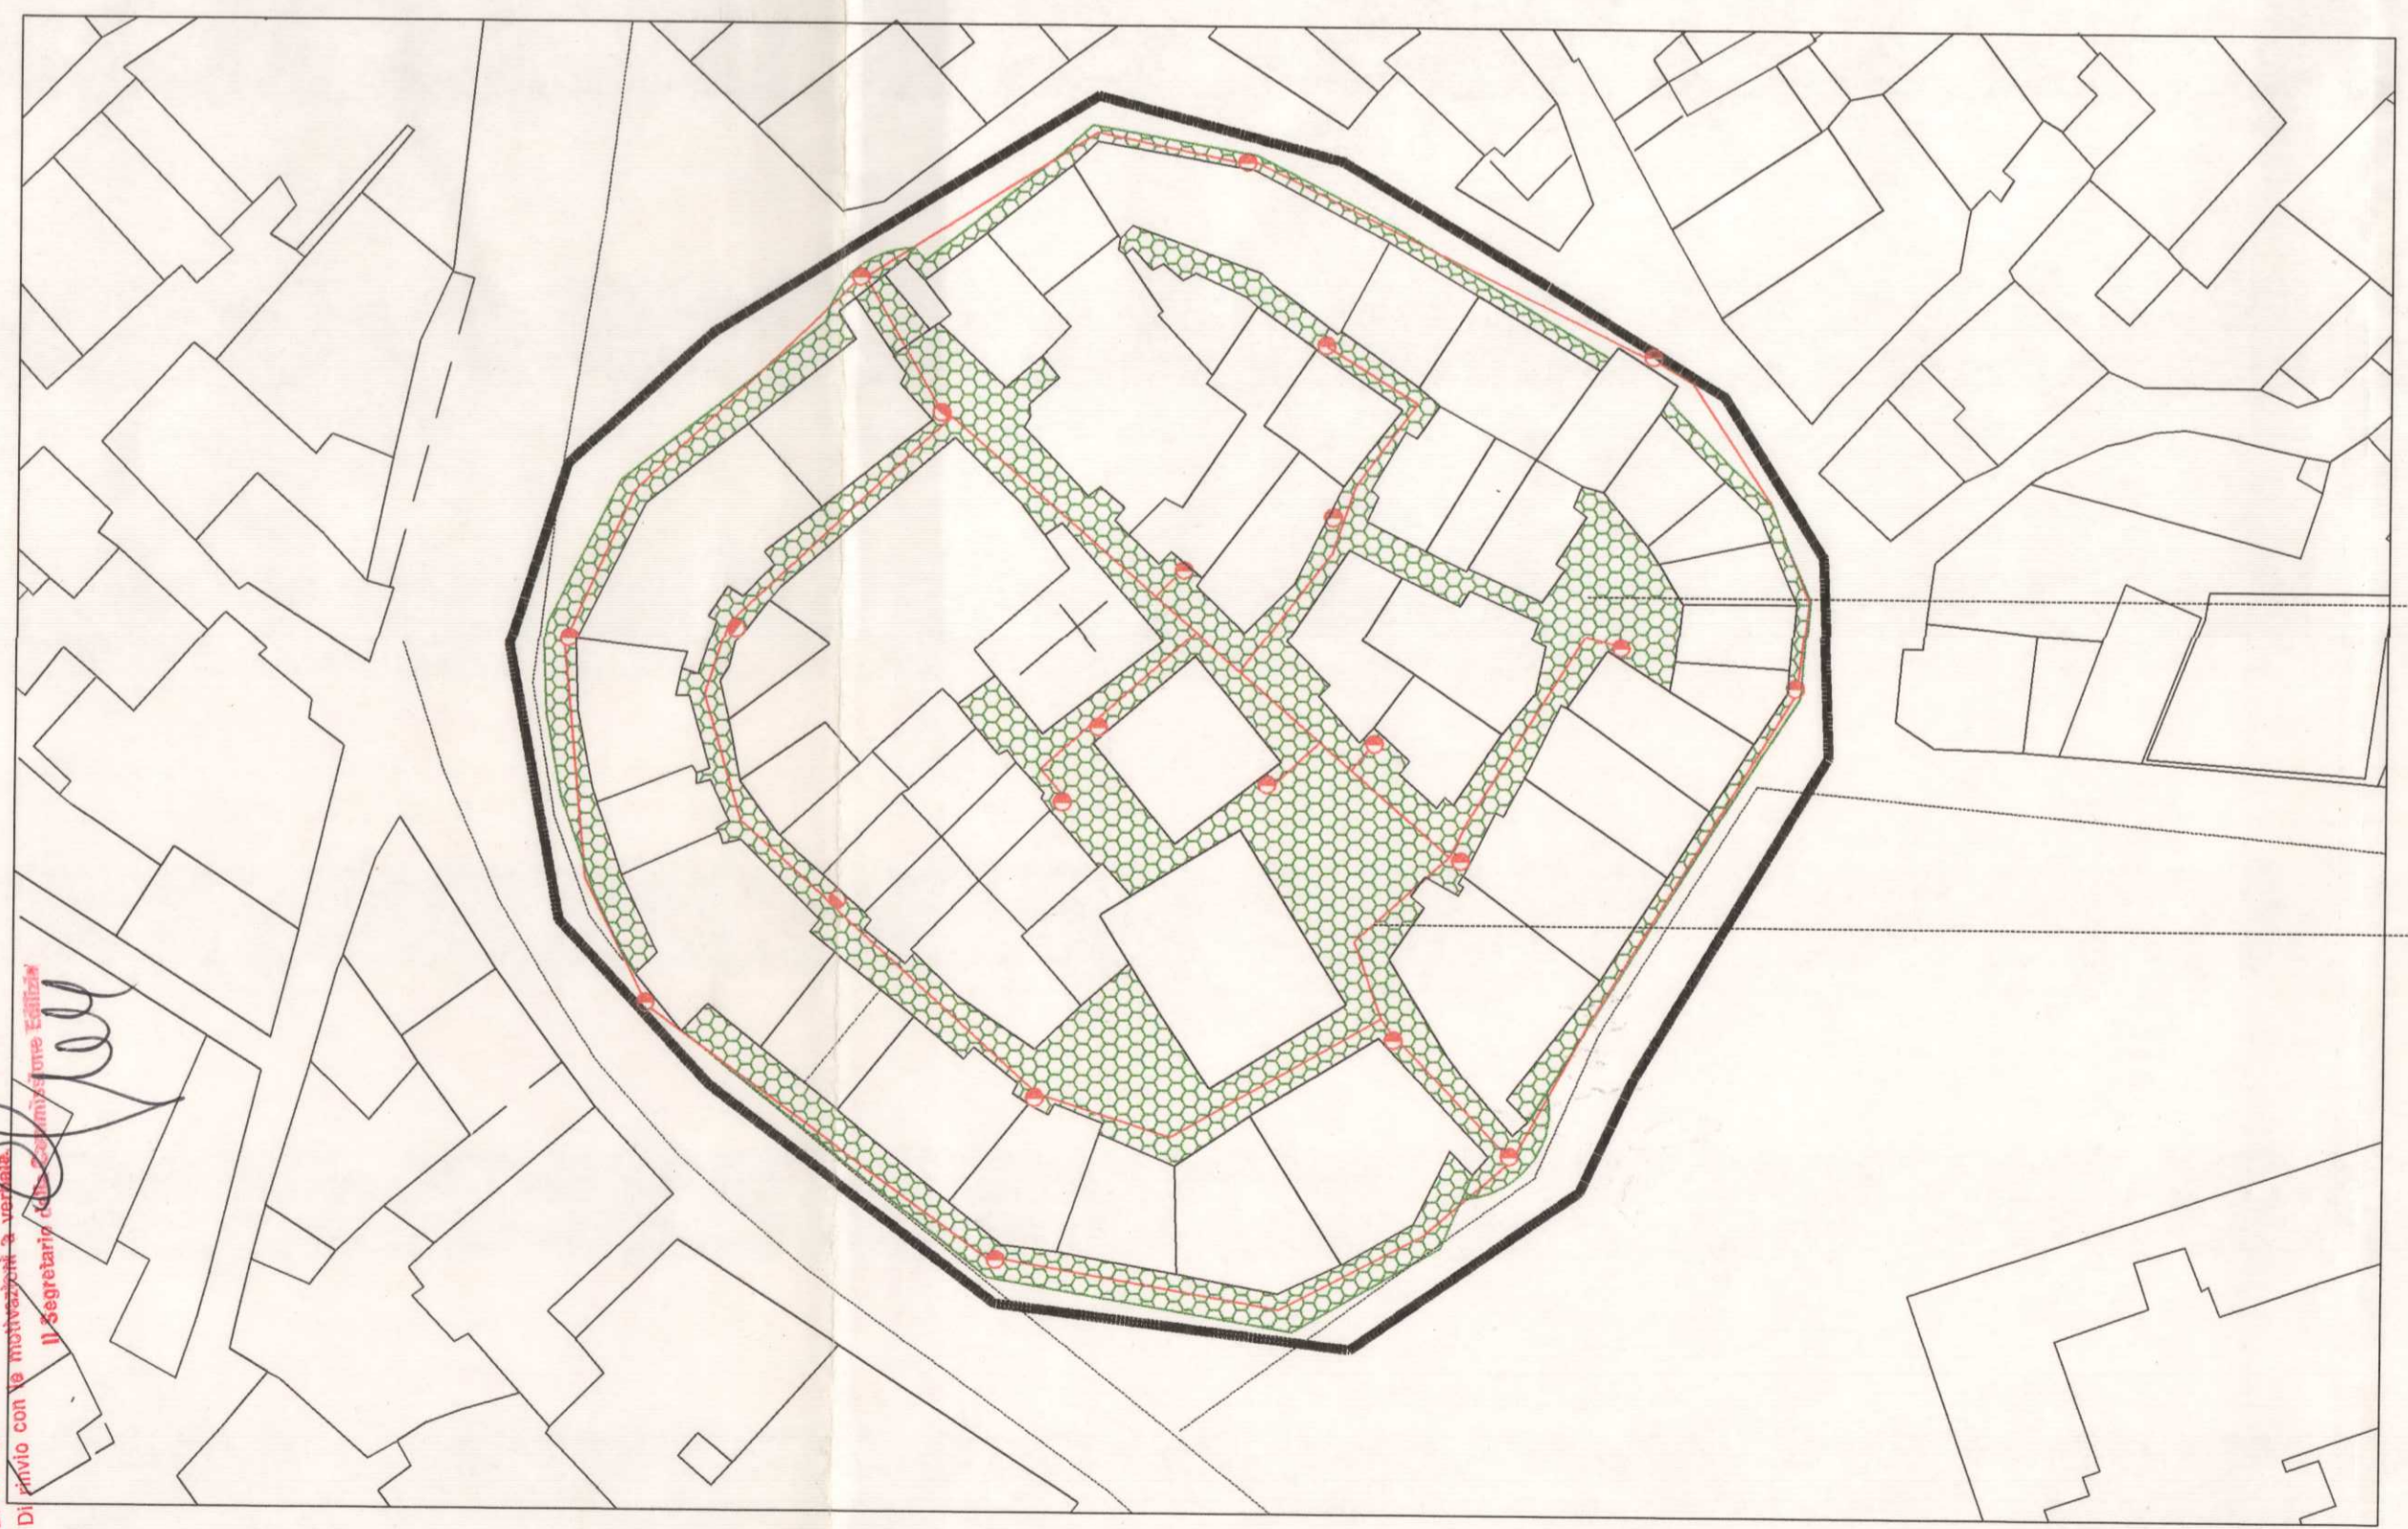 Di rinvio con le motivazioni a verbale
Il Segretario della Commissione Edilizia